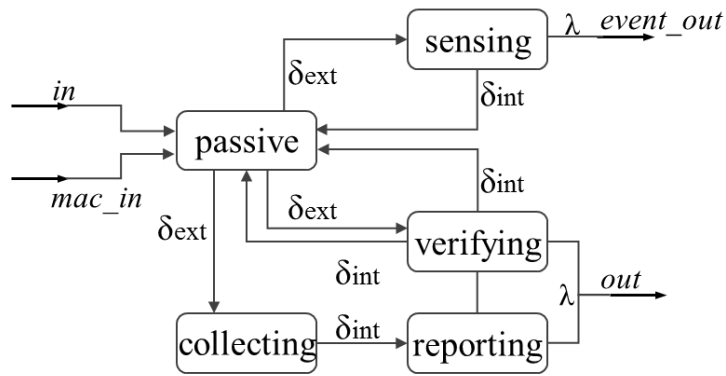 sensing
λ
event_out
δext
δint
in
passive
mac_in
δint
δext
δext
verifying
δint
λ
out
δint
collecting
reporting